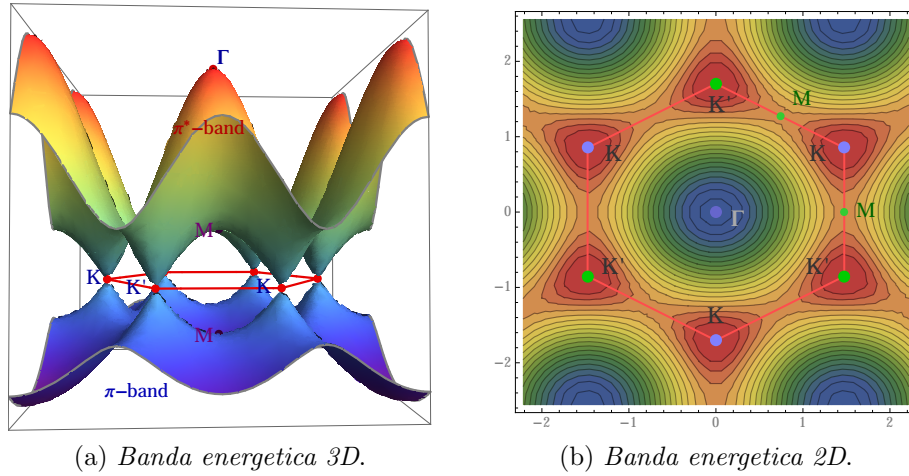 Γ
π*−band
M
K
K'
K
M
π−band
2
1
0
−1
−2
−2
−1
0
1
2
K'
M
K
K
Γ
M
K'
K'
K
(a) Banda energetica 3D.
(b) Banda energetica 2D.